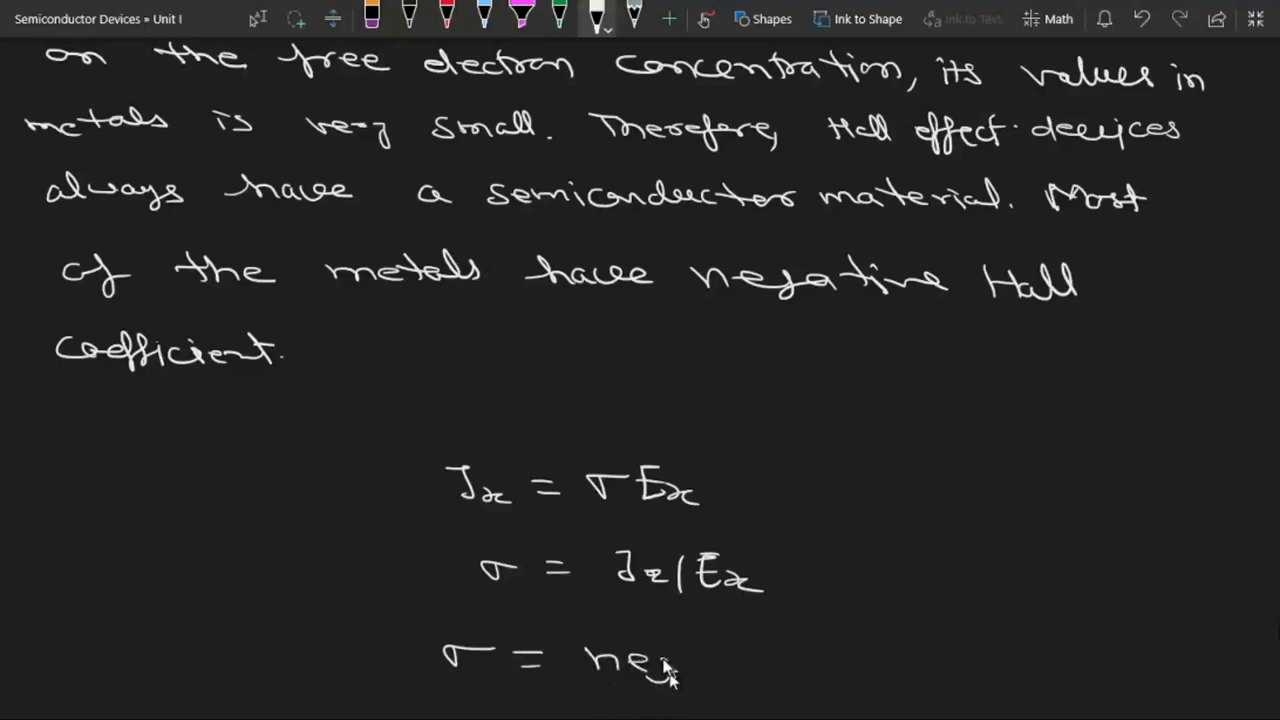 Semiconductor Devices » Unit I
Shapes
Ink to Shape
Ink to Text
Math
on the free electron concentration, its values in
metals is very small. Therefore, Hall effect devices
always have a semiconductor material. Most
of the metals have negative Hall
coefficient.
Jx = σEx
σ = Jx/Ex
σ = ne